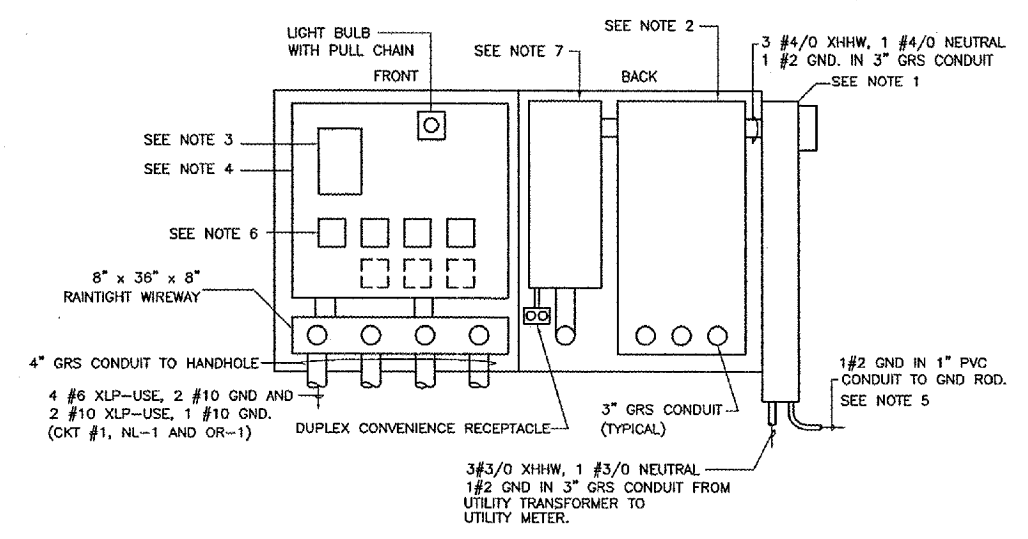 LIGHT BULB
WITH PULL CHAIN
FRONT
SEE NOTE 7
SEE NOTE 2
BACK
3 #4/0 XHHW, 1 #4/0 NEUTRAL
1 #2 GND. IN 3" GRS CONDUIT
SEE NOTE 1
SEE NOTE 3
SEE NOTE 4
SEE NOTE 6
8" x 36" x 8"
RAINTIGHT WIREWAY
4" GRS CONDUIT TO HANDHOLE
4 #6 XLP-USE, 2 #10 GND AND
2 #10 XLP-USE, 1 #10 GND.
(CKT #1, NL-1 AND OR-1)
DUPLEX CONVENIENCE RECEPTACLE
3" GRS CONDUIT
(TYPICAL)
1#2 GND IN 1" PVC
CONDUIT TO GND ROD.
SEE NOTE 5
3#3/0 XHHW, 1 #3/0 NEUTRAL
1#2 GND IN 3" GRS CONDUIT FROM
UTILITY TRANSFORMER TO
UTILITY METER.